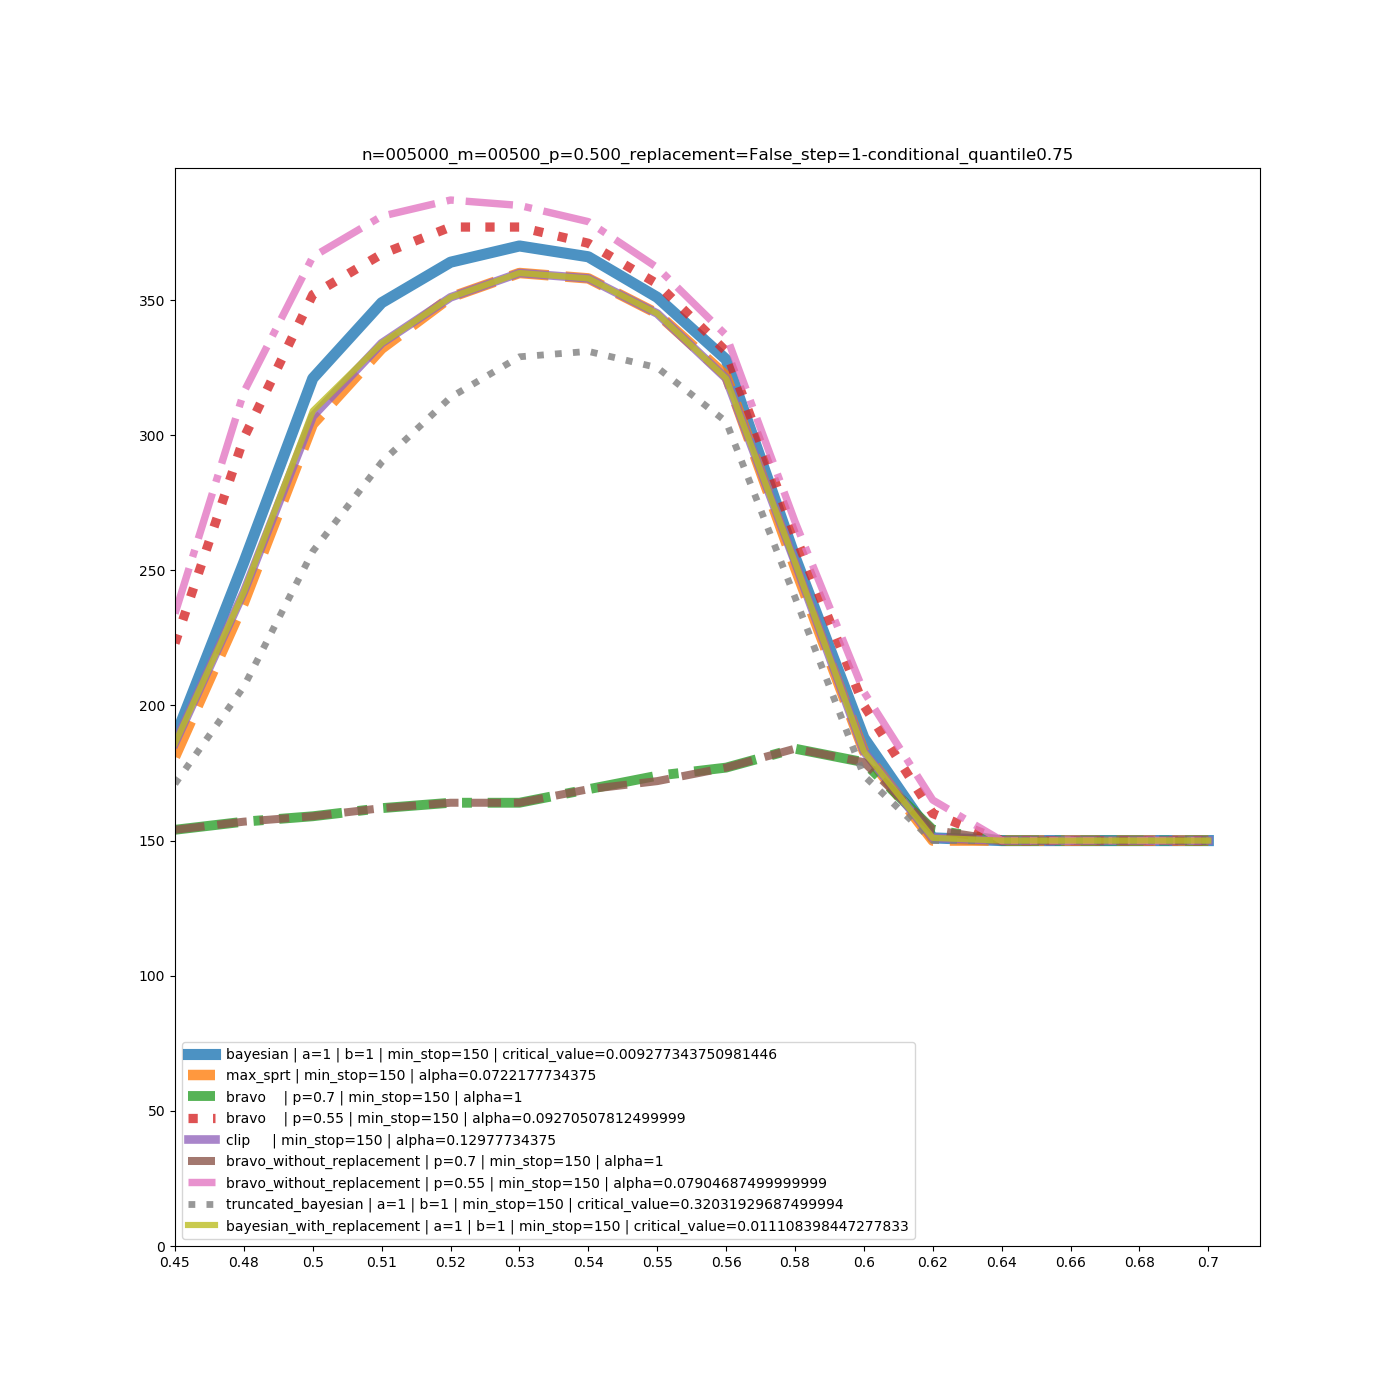 n=005000_m=00500_p=0.500_replacement=False_step=1-conditional_quantile0.75
350
300
250
200
150
100
50
0
bayesian | a=1 | b=1 | min_stop=150 | critical_value=0.009277343750981446
max_sprt | min_stop=150 | alpha=0.0722177734375
bravo    | p=0.7 | min_stop=150 | alpha=1
bravo    | p=0.55 | min_stop=150 | alpha=0.09270507812499999
clip     | min_stop=150 | alpha=0.12977734375
bravo_without_replacement | p=0.7 | min_stop=150 | alpha=1
bravo_without_replacement | p=0.55 | min_stop=150 | alpha=0.07904687499999999
truncated_bayesian | a=1 | b=1 | min_stop=150 | critical_value=0.32031929687499994
bayesian_with_replacement | a=1 | b=1 | min_stop=150 | critical_value=0.011108398447277833
0.45 0.48 0.5 0.51 0.52 0.53 0.54 0.55 0.56 0.58 0.6 0.62 0.64 0.66 0.68 0.7